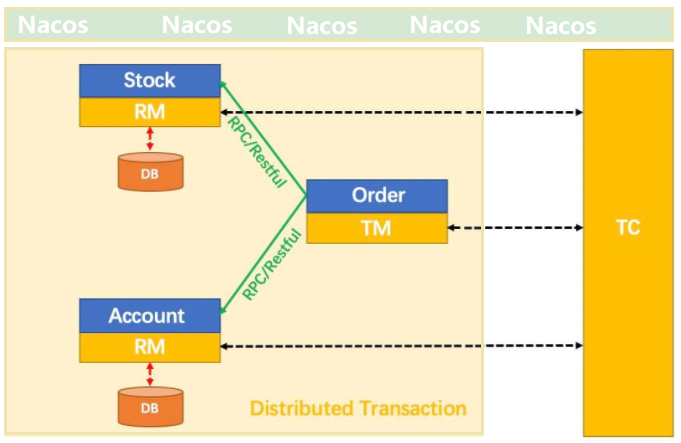 Nacos Nacos Nacos Nacos Nacos
Stock
RM
DB
RPC/Restful
Order
TM
TC
RPC/Restful
Account
RM
DB
Distributed Transaction